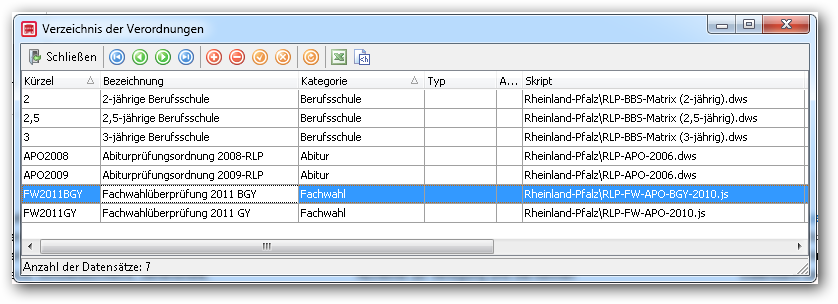 Verzeichnis der Verordnungen
Schließen
Kürzel Bezeichnung Kategorie Typ A... Skript
2 2-jährige Berufsschule Berufsschule Rheinland-Pfalz\RLP-BBS-Matrix (2-jährig).dws
2,5 2,5-jährige Berufsschule Berufsschule Rheinland-Pfalz\RLP-BBS-Matrix (2,5-jährig).dws
3 3-jährige Berufsschule Berufsschule Rheinland-Pfalz\RLP-BBS-Matrix (3-jährig).dws
APO2008 Abiturprüfungsordnung 2008-RLP Abitur Rheinland-Pfalz\RLP-APO-2006.dws
APO2009 Abiturprüfungsordnung 2009-RLP Abitur Rheinland-Pfalz\RLP-APO-2006.dws
FW2011BGY Fachwahlüberprüfung 2011 BGY Fachwahl Rheinland-Pfalz\RLP-FW-APO-BGY-2010.js
FW2011GY Fachwahlüberprüfung 2011 GY Fachwahl Rheinland-Pfalz\RLP-FW-APO-2010.js
Anzahl der Datensätze: 7